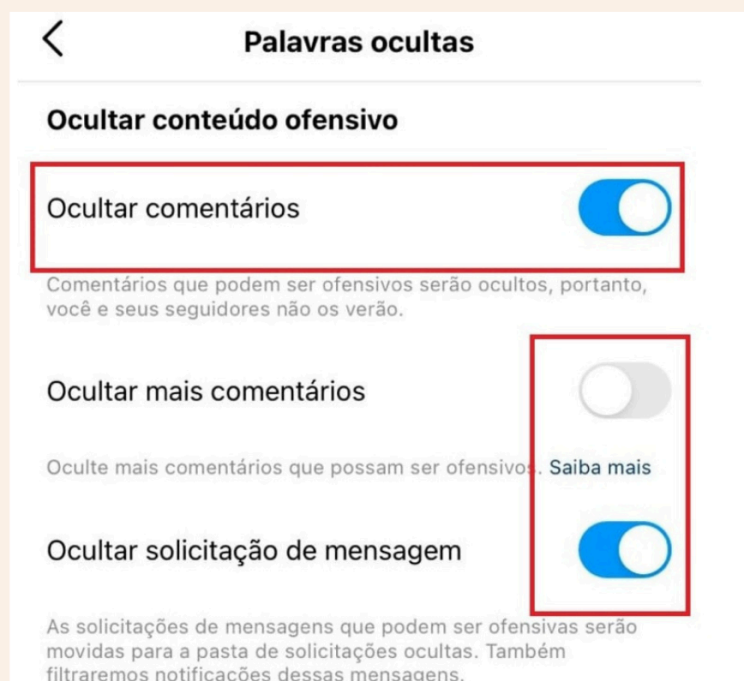 Palavras ocultas
Ocultar conteúdo ofensivo
Ocultar comentários
Comentários que podem ser ofensivos serão ocultos, portanto,
você e seus seguidores não os verão.
Ocultar mais comentários
Oculte mais comentários que possam ser ofensivos. Saiba mais
Ocultar solicitação de mensagem
As solicitações de mensagens que podem ser ofensivas serão
movidas para a pasta de solicitações ocultas. Também
filtraremos notificações dessas mensagens.